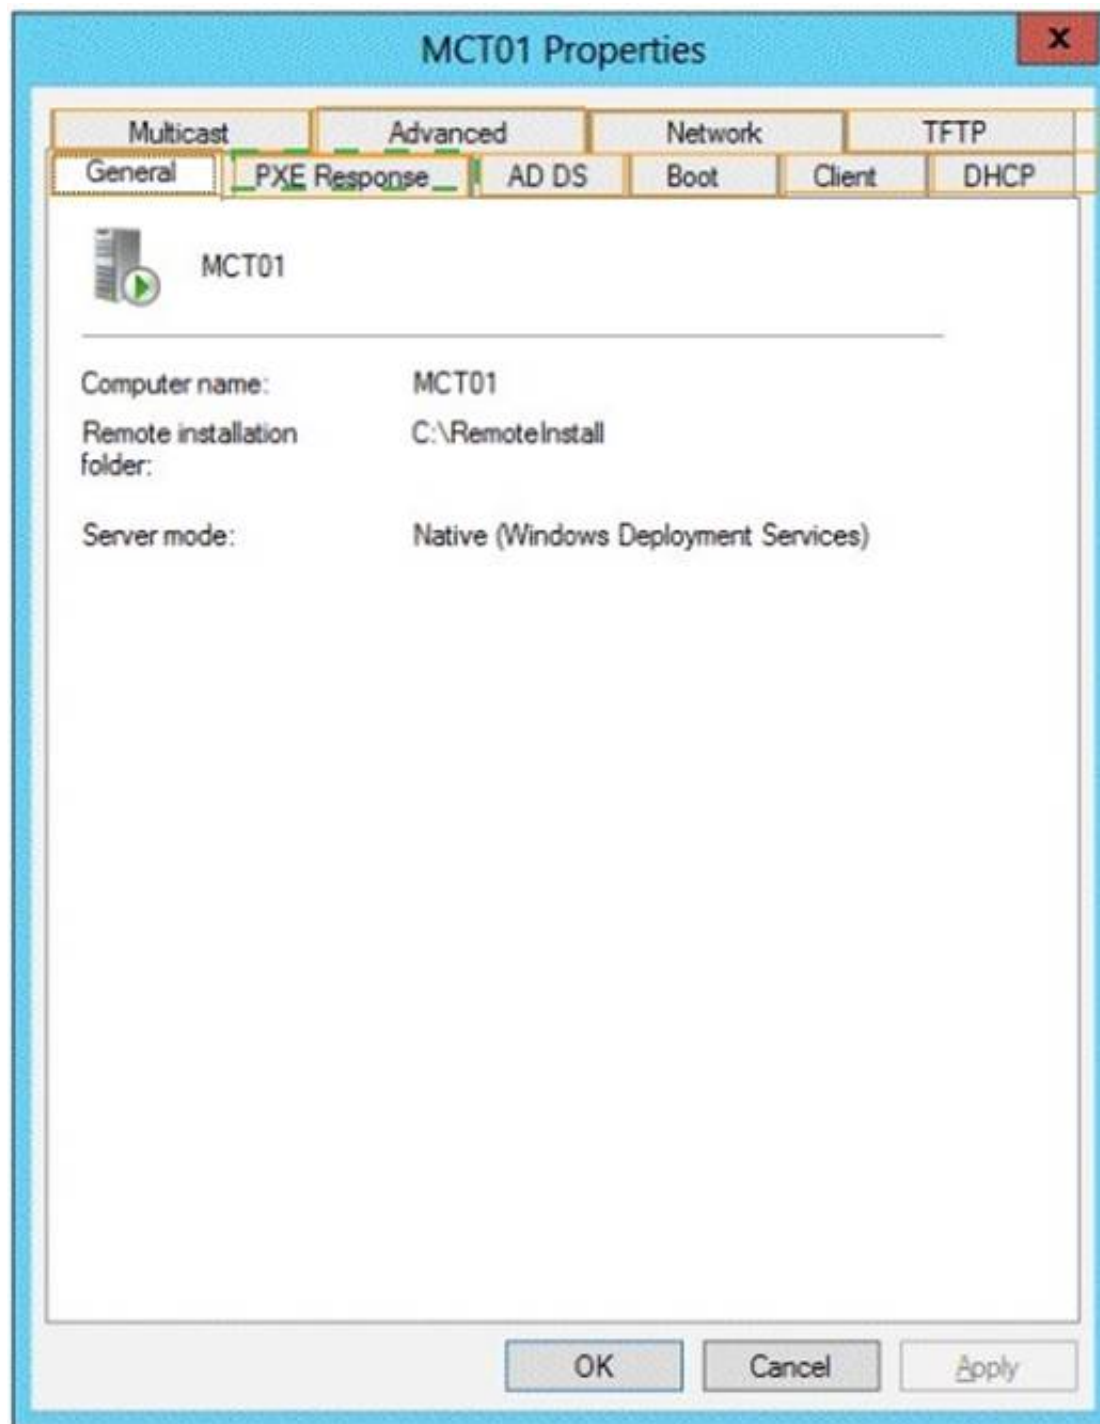 MCT01 Properties
x
Multicast Advanced Network TFTP
General PXE Response AD DS Boot Client DHCP
MCT01
Computer name: MCT01
Remote installation C:\RemoteInstall
folder:
Server mode: Native (Windows Deployment Services)
OK Cancel Apply